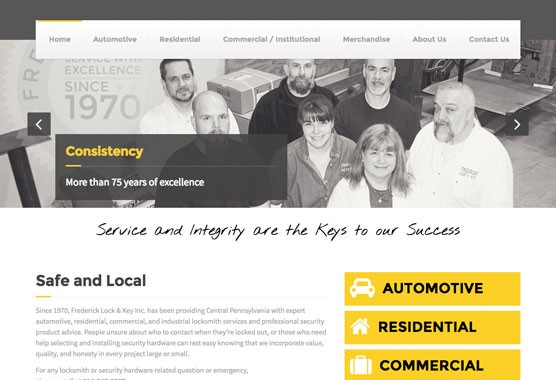 Home
Automotive
Residential
Commercial / Institutional
Merchandise
About Us
Contact Us
FRE
SERVICE WITH
EXCELLENCE
SINCE
1970
Consistency
More than 75 years of excellence
Service and Integrity are the Keys to our Success
Safe and Local
Since 1970, Frederick Lock & Key Inc. has been providing Central Pennsylvania with expert
automotive, residential, commercial, and industrial locksmith services and professional security
product advice. People unsure about who to contact when they're locked out, or those who need
help selecting and installing security hardware can rest easy knowing that we incorporate value,
quality, and honesty in every project large or small.
For any locksmith or security hardware related question or emergency,
AUTOMOTIVE
RESIDENTIAL
COMMERCIAL